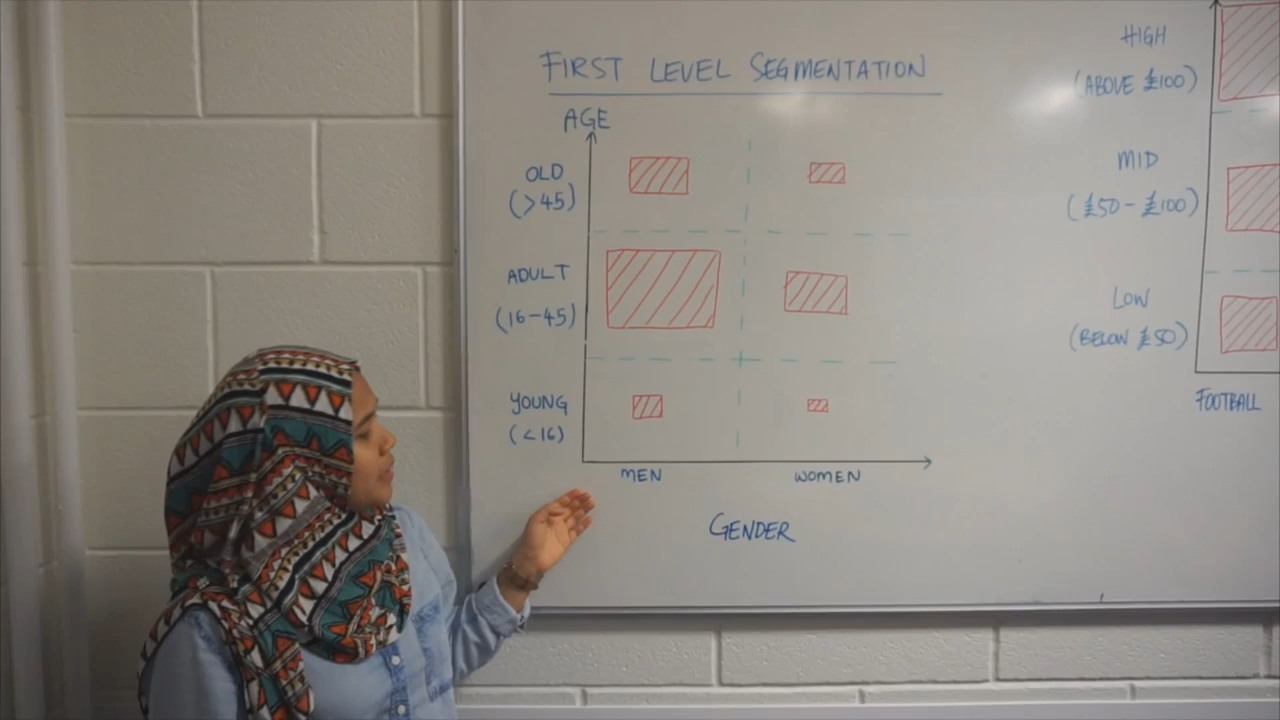 FIRST LEVEL SEGMENTATION
AGE
OLD
(>45)
ADULT
(16-45)
YOUNG
(<16)
MEN WOMEN
GENDER
HIGH
(ABOVE £100)
MID
(£50 - £100)
LOW
(BELOW £50)
FOOTBALL